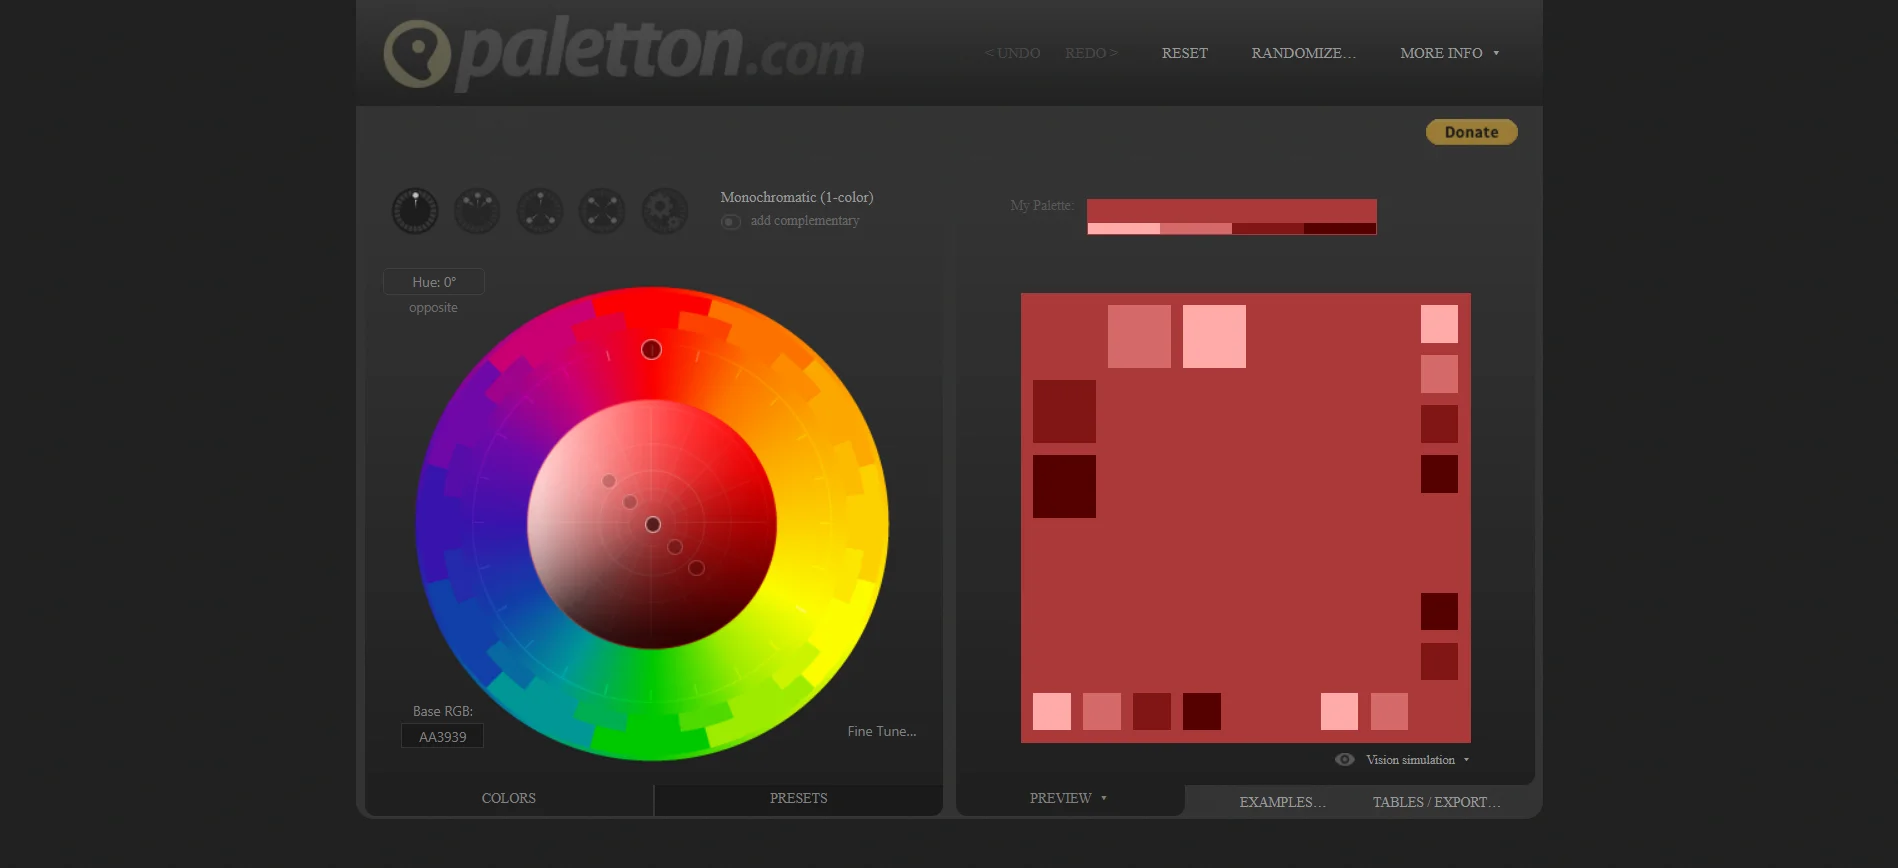 paletton.com
< UNDO REDO > RESET RANDOMIZE... MORE INFO
Donate
Monochromatic (1-color)
add complementary
My Palette:
Hue: 0°
opposite
Base RGB:
AA3939
Fine Tune...
Vision simulation
COLORS PRESETS PREVIEW EXAMPLES... TABLES / EXPORT...